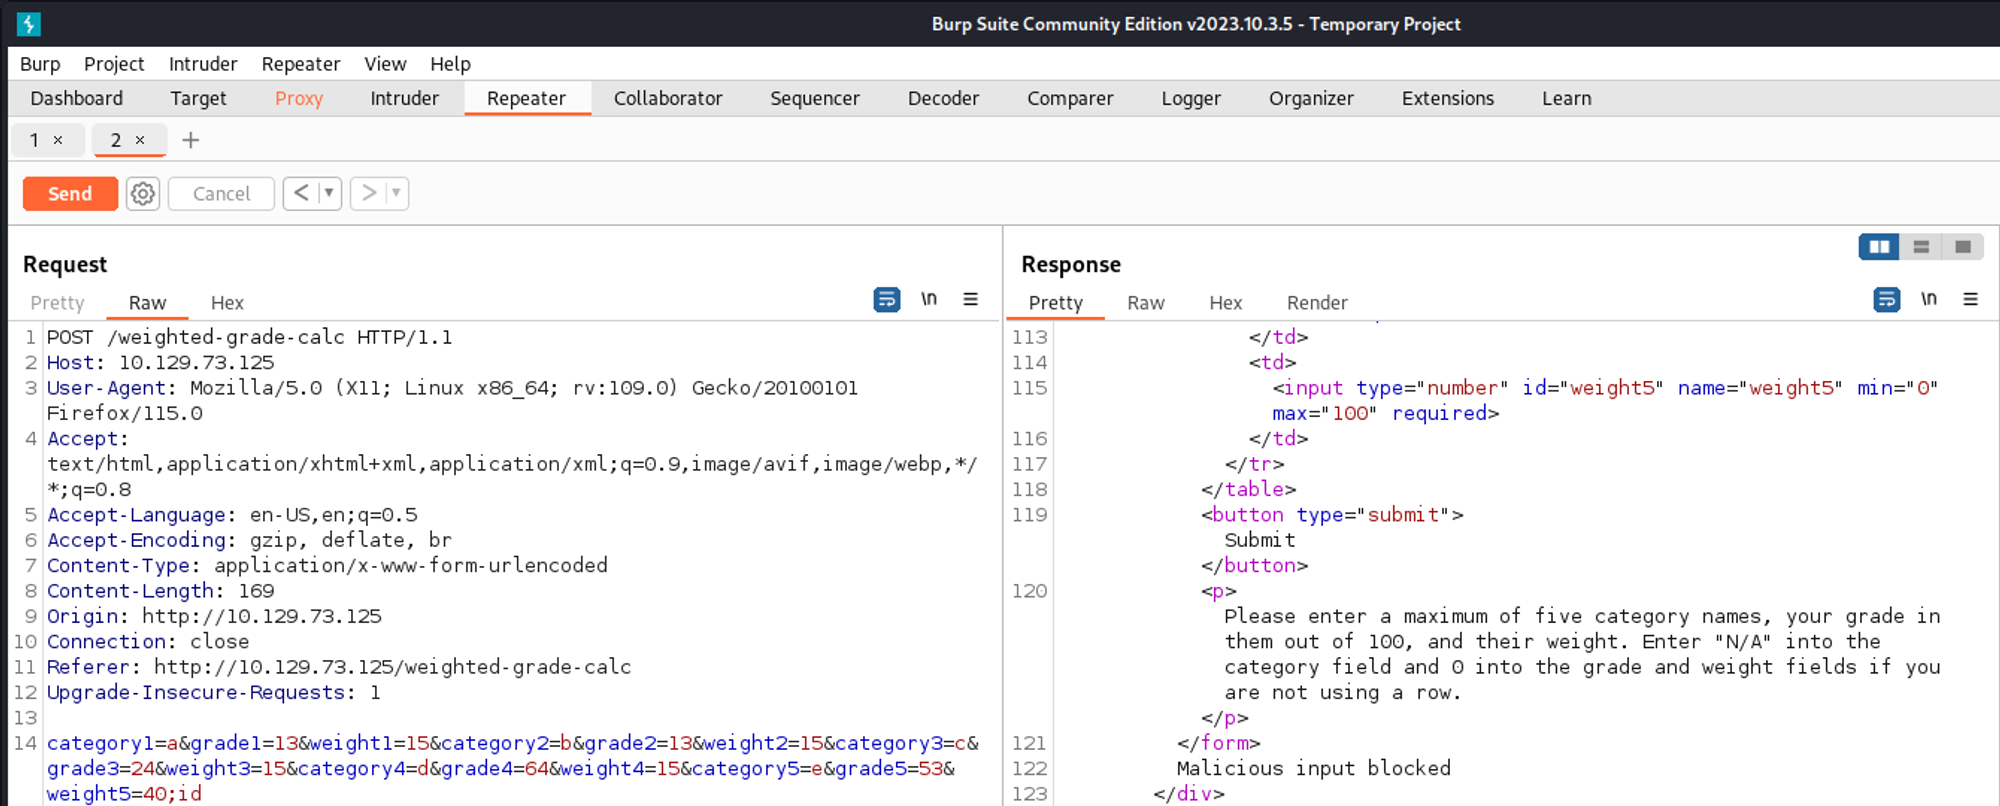 Burp Suite Community Edition v2023.10.3.5 - Temporary Project
Burp Project Intruder Repeater View Help
Dashboard Target Proxy Intruder Repeater Collaborator Sequencer Decoder Comparer Logger Organizer Extensions Learn
1 × 2 × +
Send Cancel < >
Request
Pretty Raw Hex \n
1 POST /weighted-grade-calc HTTP/1.1
2 Host: 10.129.73.125
3 User-Agent: Mozilla/5.0 (X11; Linux x86_64; rv:109.0) Gecko/20100101
Firefox/115.0
4 Accept:
text/html,application/xhtml+xml,application/xml;q=0.9,image/avif,image/webp,*/
*;q=0.8
5 Accept-Language: en-US,en;q=0.5
6 Accept-Encoding: gzip, deflate, br
7 Content-Type: application/x-www-form-urlencoded
8 Content-Length: 169
9 Origin: http://10.129.73.125
10 Connection: close
11 Referer: http://10.129.73.125/weighted-grade-calc
12 Upgrade-Insecure-Requests: 1
13
14 category1=a&grade1=13&weight1=15&category2=b&grade2=13&weight2=15&category3=c&
grade3=24&weight3=15&category4=d&grade4=64&weight4=15&category5=e&grade5=53&
weight5=40;id
Response
Pretty Raw Hex Render \n
113 </td>
114 <td>
115 <input type="number" id="weight5" name="weight5" min="0"
max="100" required>
116 </td>
117 </tr>
118 </table>
119 <button type="submit">
Submit
</button>
120 <p>
Please enter a maximum of five category names, your grade in
them out of 100, and their weight. Enter "N/A" into the
category field and 0 into the grade and weight fields if you
are not using a row.
</p>
121 </form>
122 Malicious input blocked
123 </div>